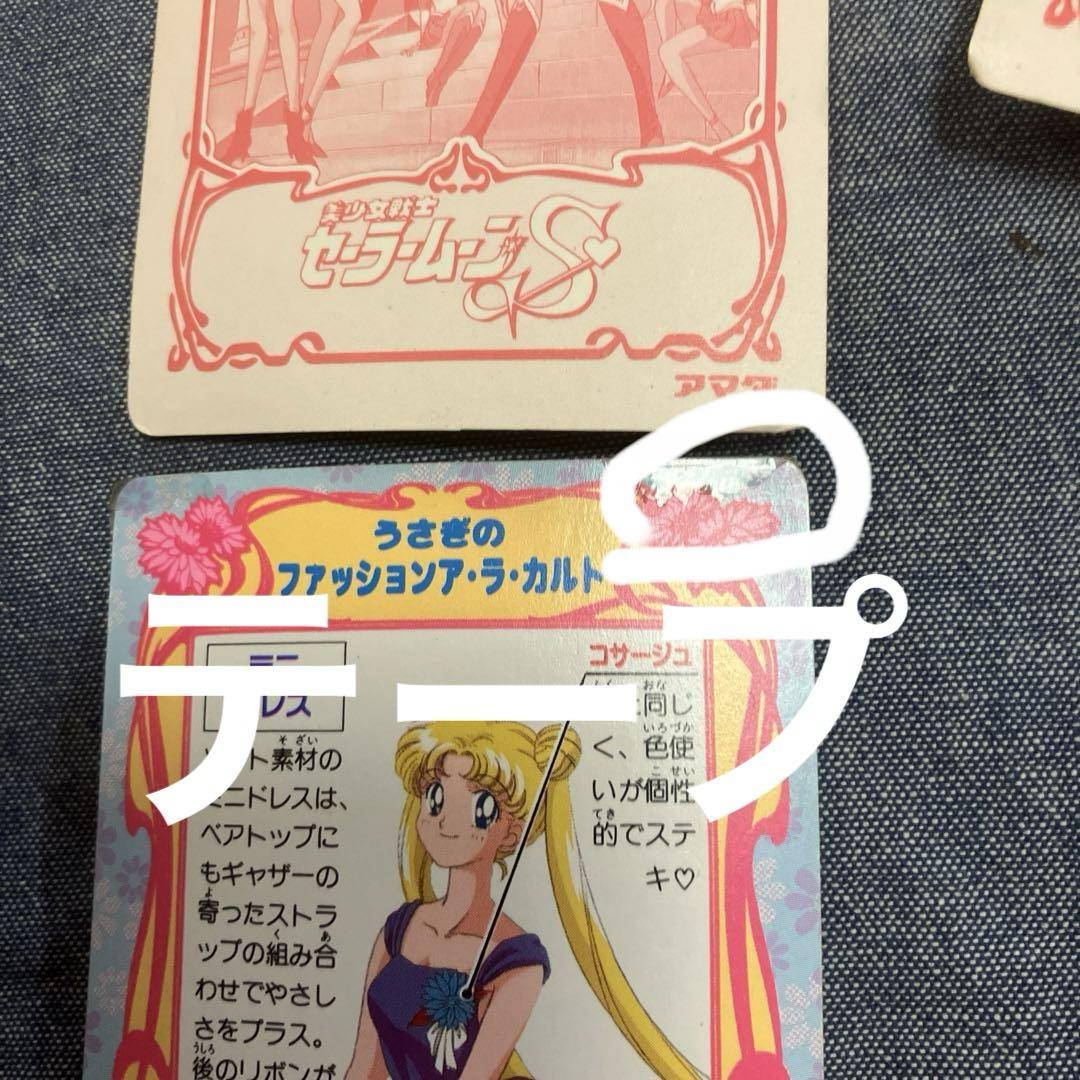 美少女戦士
セーラームーンS
アマダ
うさぎの
ファッションア・ラ・カルト
テープ
コサージュ
同じ
く、色使
いが個性
的でステ
キ♡
ト素材の
ミニドレスは、
ベアトップに
もギャザーの
寄ったストラ
ップの組み合
わせでやさし
さをプラス。
後のリボンが